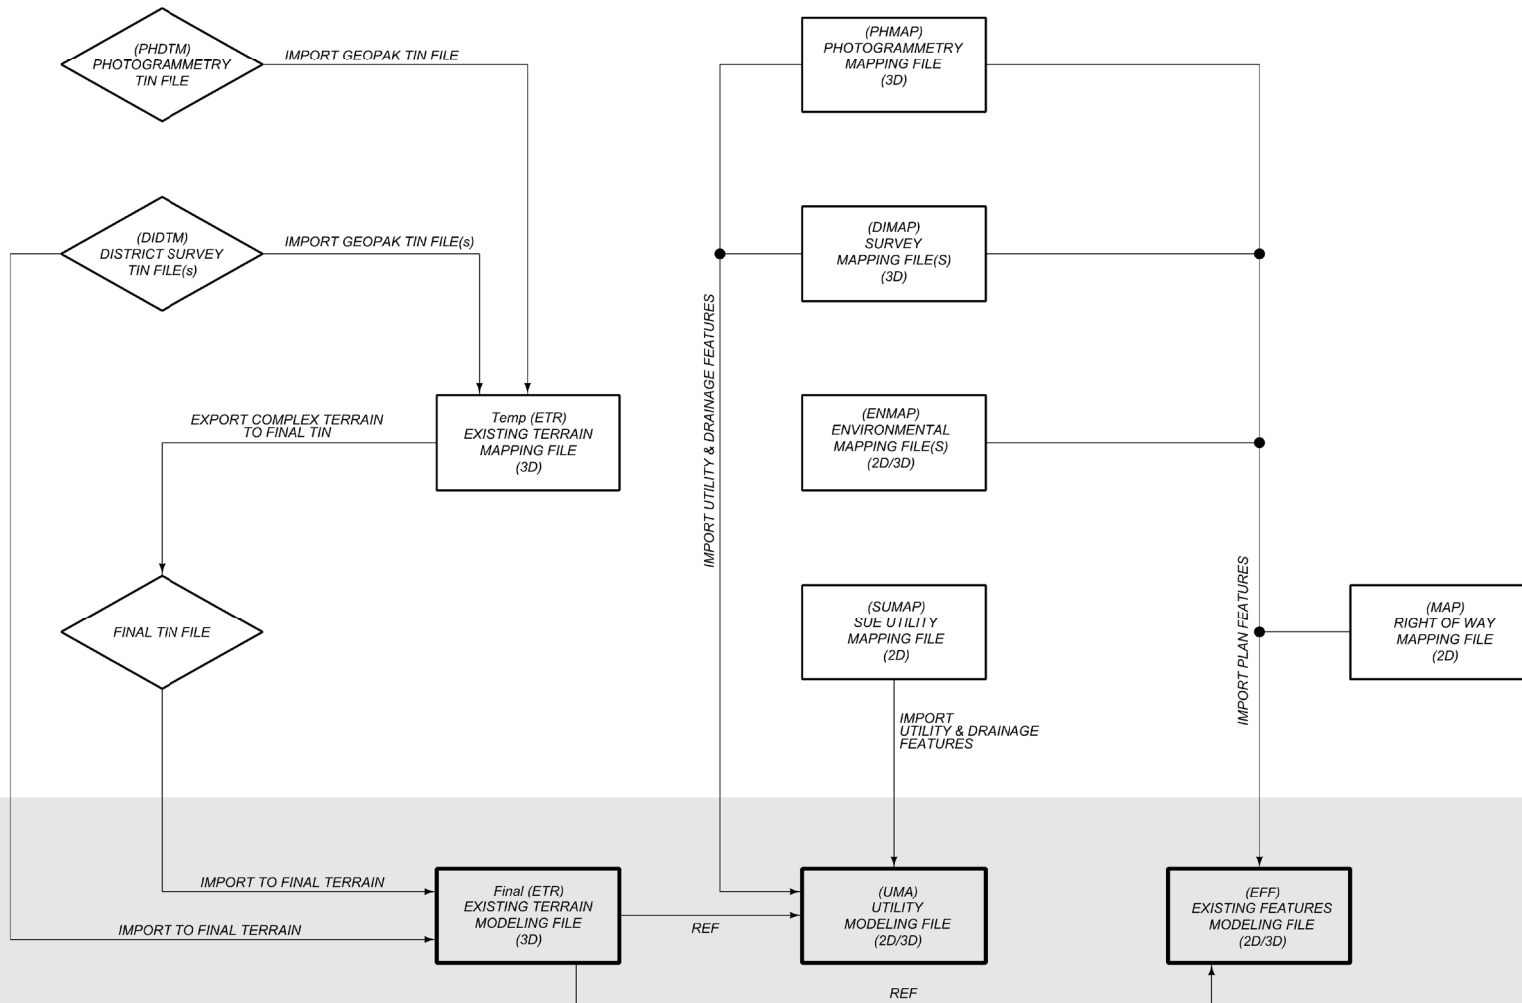 (PHDTM)
PHOTOGRAMMETRY
TIN FILE
IMPORT GEOPAK TIN FILE
(PHMAP)
PHOTOGRAMMETRY
MAPPING FILE
(3D)
(DIDTM)
DISTRICT SURVEY
TIN FILE(s)
IMPORT GEOPAK TIN FILE(s)
(DIMAP)
SURVEY
MAPPING FILE(S)
(3D)
IMPORT UTILITY & DRAINAGE FEATURES
EXPORT COMPLEX TERRAIN
TO FINAL TIN
Temp (ETR)
EXISTING TERRAIN
MAPPING FILE
(3D)
(ENMAP)
ENVIRONMENTAL
MAPPING FILE(S)
(2D/3D)
FINAL TIN FILE
(SUMAP)
SUE UTILITY
MAPPING FILE
(2D)
IMPORT PLAN FEATURES
(MAP)
RIGHT OF WAY
MAPPING FILE
(2D)
IMPORT
UTILITY & DRAINAGE
FEATURES
IMPORT TO FINAL TERRAIN
IMPORT TO FINAL TERRAIN
Final (ETR)
EXISTING TERRAIN
MODELING FILE
(3D)
REF
(UMA)
UTILITY
MODELING FILE
(2D/3D)
(EFF)
EXISTING FEATURES
MODELING FILE
(2D/3D)
REF